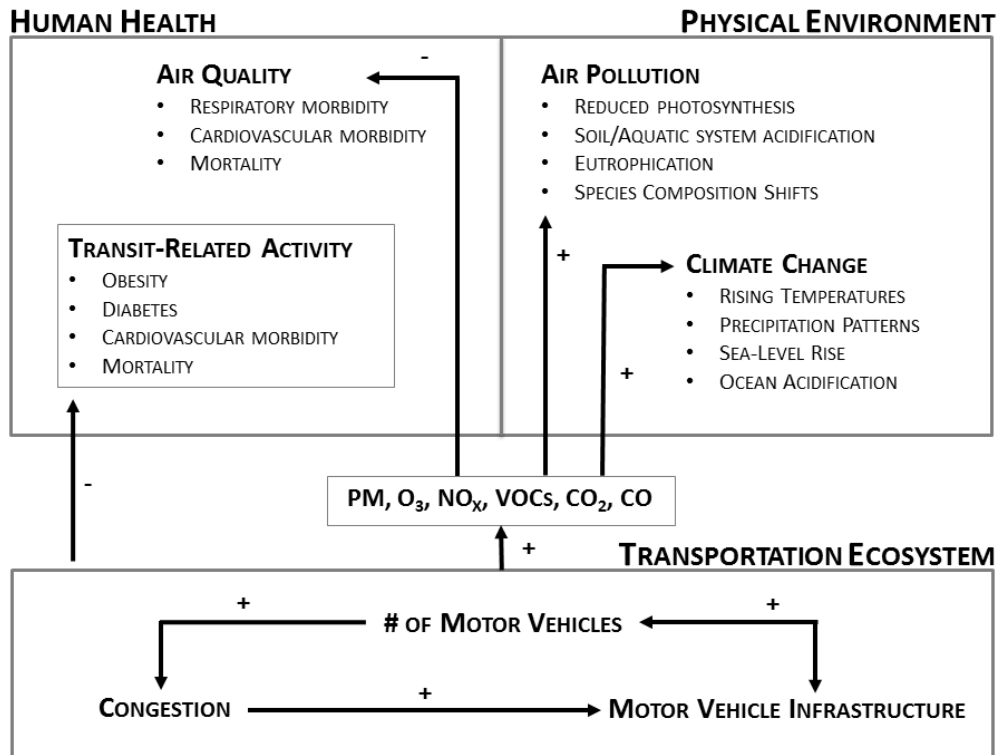 Human Health
Physical Environment
Air Quality
-
• Respiratory morbidity
• Cardiovascular morbidity
• Mortality
Air Pollution
• Reduced photosynthesis
• Soil/Aquatic system acidification
• Eutrophication
• Species Composition Shifts
Transit-Related Activity
• Obesity
• Diabetes
• Cardiovascular morbidity
• Mortality
+
Climate Change
• Rising Temperatures
• Precipitation Patterns
• Sea-Level Rise
• Ocean Acidification
+
-
PM, O₃, NOₓ, VOCs, CO₂, CO
+
Transportation Ecosystem
+
# of Motor Vehicles
+
Congestion
+
Motor Vehicle Infrastructure